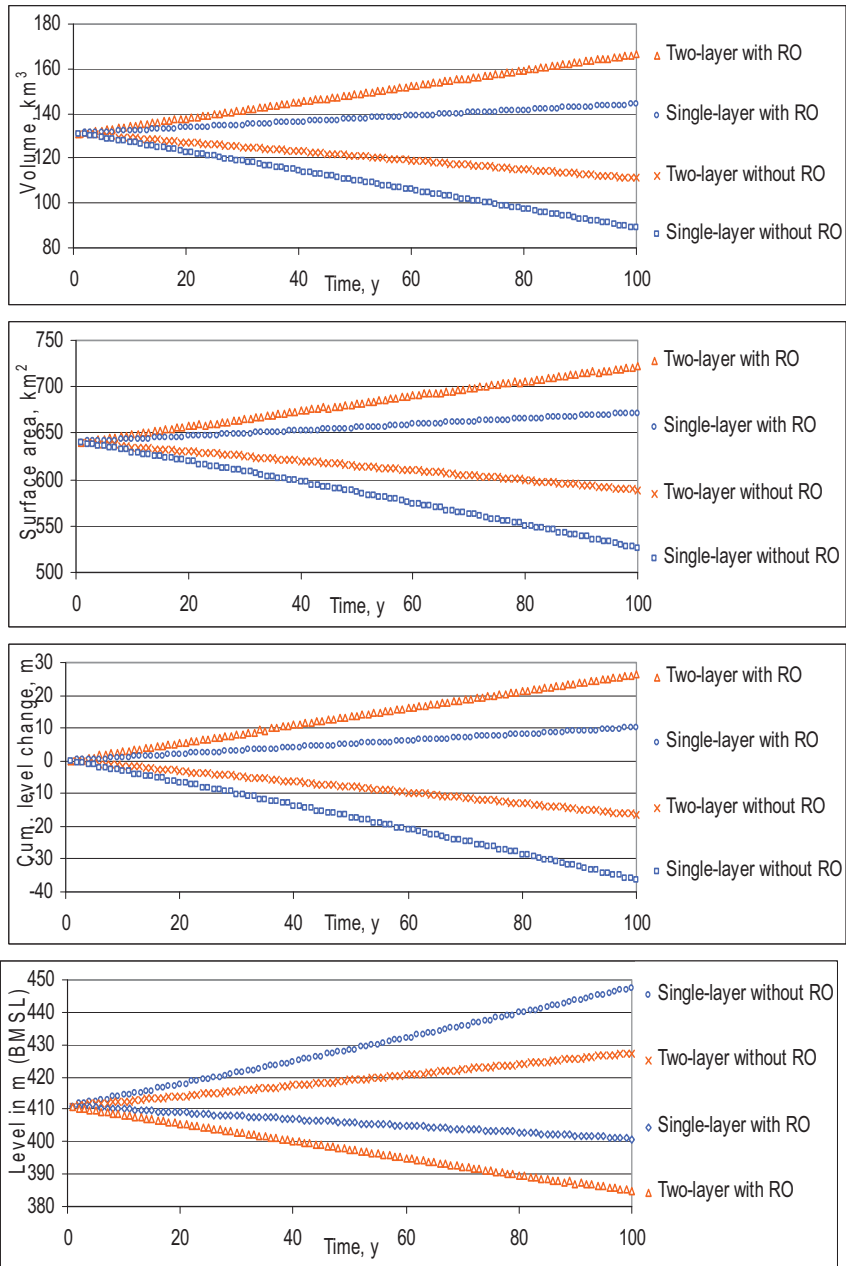 180
160
140
120
100
80
Volume, km³
0 20 40 60 80 100
Time, y
Two-layer with RO
Single-layer with RO
Two-layer without RO
Single-layer without RO
750
700
650
600
550
500
Surface area, km²
0 20 40 60 80 100
Time, y
Two-layer with RO
Single-layer with RO
Two-layer without RO
Single-layer without RO
30
20
10
0
-10
-20
-30
-40
Cum. level change, m
0 20 40 60 80 100
Time, y
Two-layer with RO
Single-layer with RO
Two-layer without RO
Single-layer without RO
450
440
430
420
410
400
390
380
Level in m (BMSL)
0 20 40 60 80 100
Time, y
Single-layer without RO
Two-layer without RO
Single-layer with RO
Two-layer with RO